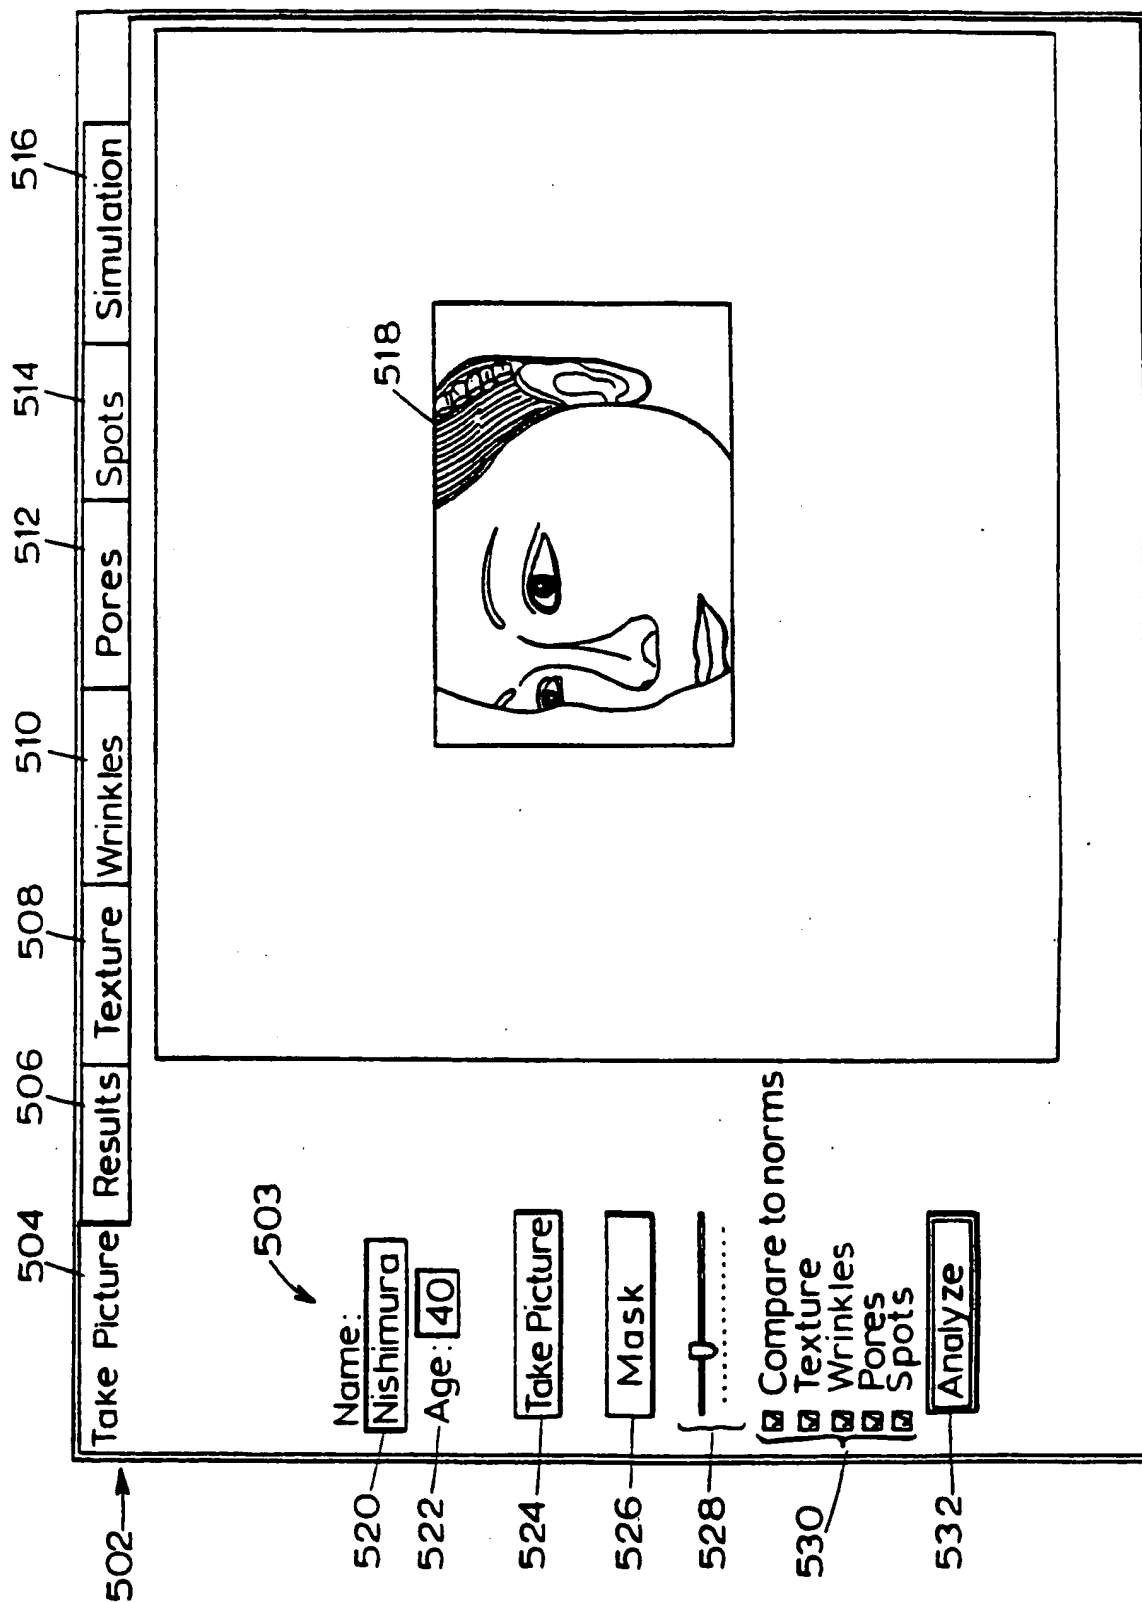 502
504 506 508 510 512 514 516
Take Picture Results Texture Wrinkles Pores Spots Simulation
503
518
Name:
520 Nishimura
522 Age: 40
524 Take Picture
526 Mask
528
530
Compare to norms
Texture
Wrinkles
Pores
Spots
532 Analyze